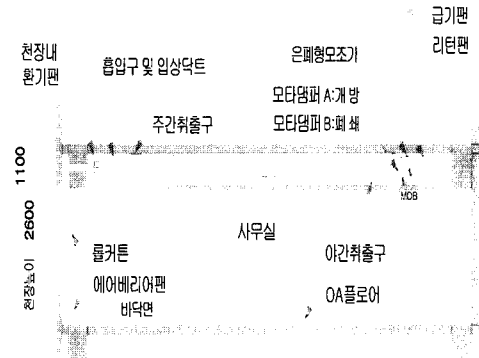 급기팬
리턴팬
천장내
환기팬
흡입구 및 입상닥트
은폐형모조가
모타댐퍼 A:개 방
모타댐퍼 B:폐 쇄
주간취출구
1100
MDB
천장높이 2600
사무실
롤커튼
야간취출구
에어베리어팬
바닥면
OA플로어